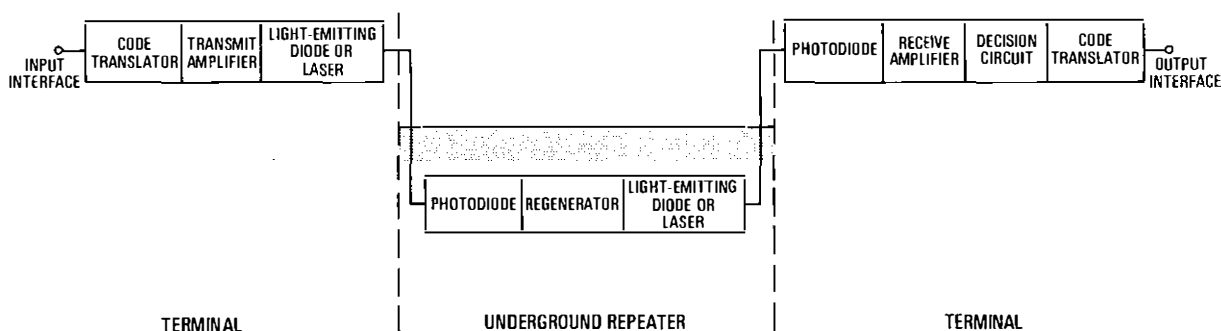 INPUT
INTERFACE
CODE
TRANSLATOR
TRANSMIT
AMPLIFIER
LIGHT-EMITTING
DIODE OR
LASER
PHOTODIODE
REGENERATOR
LIGHT-EMITTING
DIODE OR
LASER
PHOTODIODE
RECEIVE
AMPLIFIER
DECISION
CIRCUIT
CODE
TRANSLATOR
OUTPUT
INTERFACE
TERMINAL
UNDERGROUND REPEATER
TERMINAL